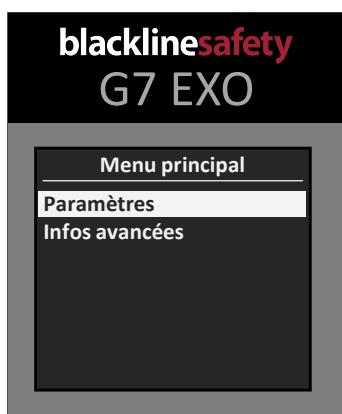 blacklinesafety
G7 EXO
Menu principal
Paramètres
Infos avancées